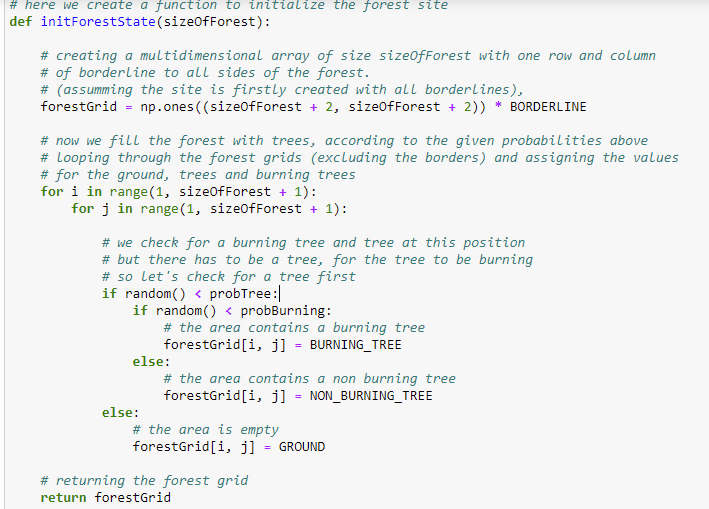 # here we create a function to initialize the forest site
def initForestState(sizeOfForest):
# creating a multidimensional array of size sizeOfForest with one row and column
# of borderline to all sides of the forest.
# (assumming the site is firstly created with all borderlines),
forestGrid = np.ones((sizeOfForest + 2, sizeOfForest + 2)) * BORDERLINE
# now we fill the forest with trees, according to the given probabilities above
# looping through the forest grids (excluding the borders) and assigning the values
# for the ground, trees and burning trees
for i in range(1, sizeOfForest + 1):
for j in range(1, sizeOfForest + 1):
# we check for a burning tree and tree at this position
# but there has to be a tree, for the tree to be burning
# so let's check for a tree first
if random() < probTree:
if random() < probBurning:
# the area contains a burning tree
forestGrid[i, j] = BURNING_TREE
else:
# the area contains a non burning tree
forestGrid[i, j] = NON_BURNING_TREE
else:
# the area is empty
forestGrid[i, j] = GROUND
# returning the forest grid
return forestGrid